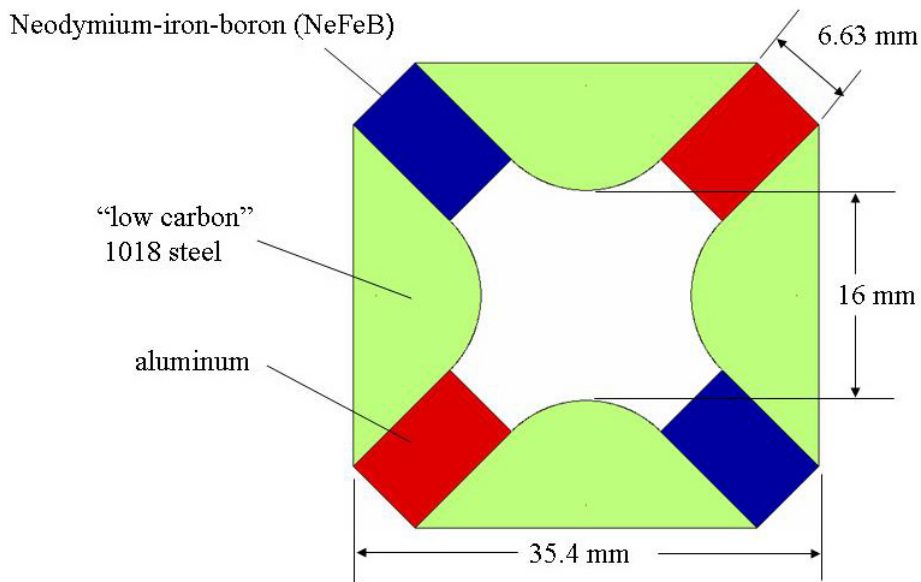 Neodymium-iron-boron (NeFeB)
6.63 mm
“low carbon”
1018 steel
16 mm
aluminum
35.4 mm